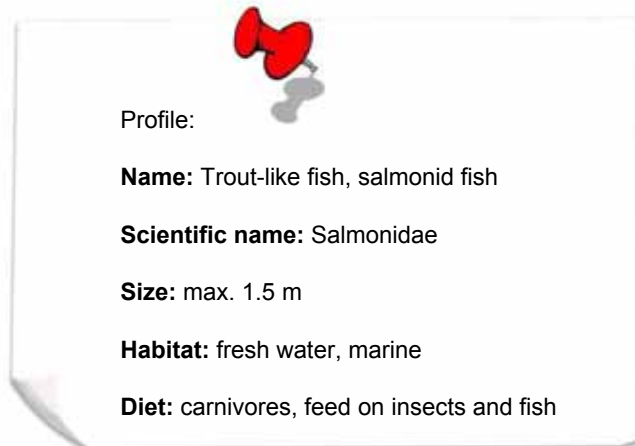 Profile:
Name: Trout-like fish, salmonid fish
Scientific name: Salmonidae
Size: max. 1.5 m
Habitat: fresh water, marine
Diet: carnivores, feed on insects and fish